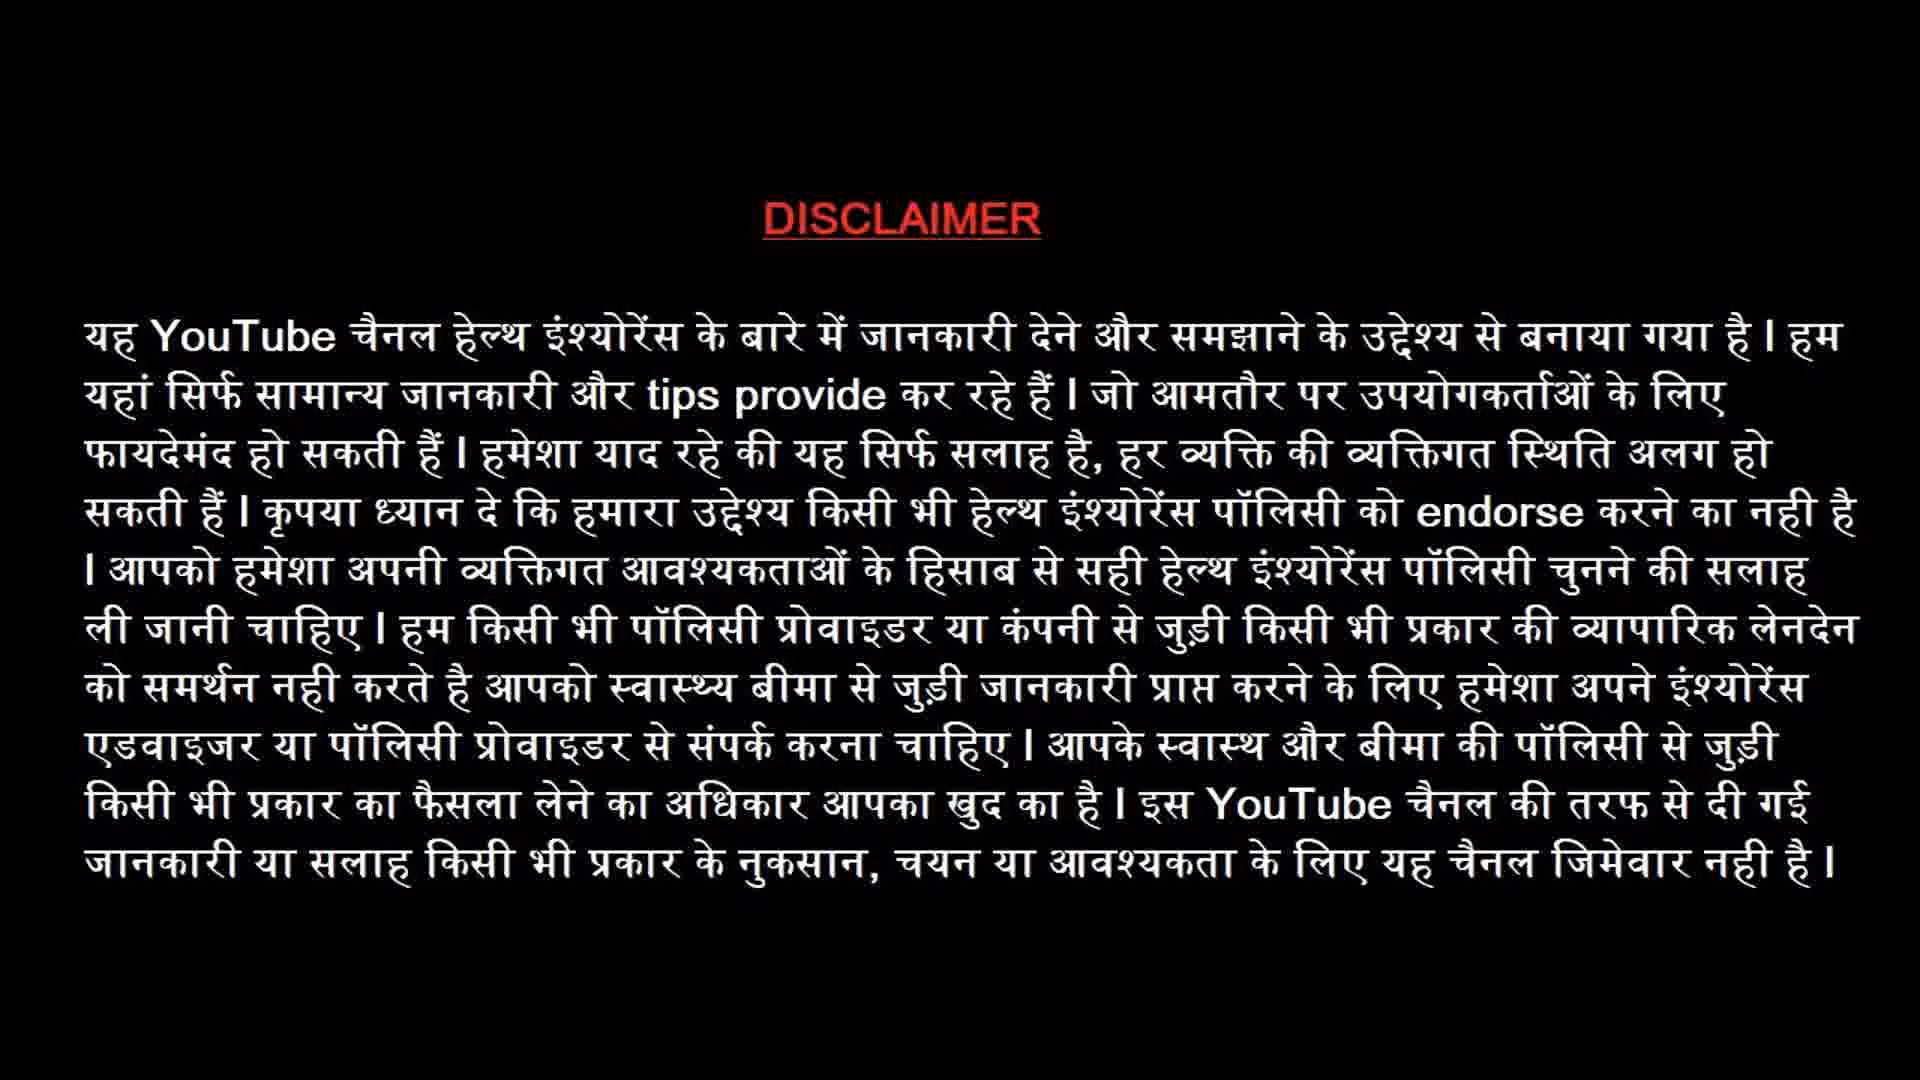 DISCLAIMER
यह YouTube चैनल हेल्थ इंश्योरेंस के बारे में जानकारी देने और समझाने के उद्देश्य से बनाया गया है । हम
यहां सिर्फ सामान्य जानकारी और tips provide कर रहे हैं । जो आमतौर पर उपयोगकर्ताओं के लिए
फायदेमंद हो सकती हैं । हमेशा याद रहे की यह सिर्फ सलाह है, हर व्यक्ति की व्यक्तिगत स्थिति अलग हो
सकती हैं । कृपया ध्यान दे कि हमारा उद्देश्य किसी भी हेल्थ इंश्योरेंस पॉलिसी को endorse करने का नही है
। आपको हमेशा अपनी व्यक्तिगत आवश्यकताओं के हिसाब से सही हेल्थ इंश्योरेंस पॉलिसी चुनने की सलाह
ली जानी चाहिए । हम किसी भी पॉलिसी प्रोवाइडर या कंपनी से जुड़ी किसी भी प्रकार की व्यापारिक लेनदेन
को समर्थन नही करते है आपको स्वास्थ्य बीमा से जुड़ी जानकारी प्राप्त करने के लिए हमेशा अपने इंश्योरेंस
एडवाइजर या पॉलिसी प्रोवाइडर से संपर्क करना चाहिए । आपके स्वास्थ और बीमा की पॉलिसी से जुड़ी
किसी भी प्रकार का फैसला लेने का अधिकार आपका खुद का है । इस YouTube चैनल की तरफ से दी गई
जानकारी या सलाह किसी भी प्रकार के नुकसान, चयन या आवश्यकता के लिए यह चैनल जिमेवार नही है ।